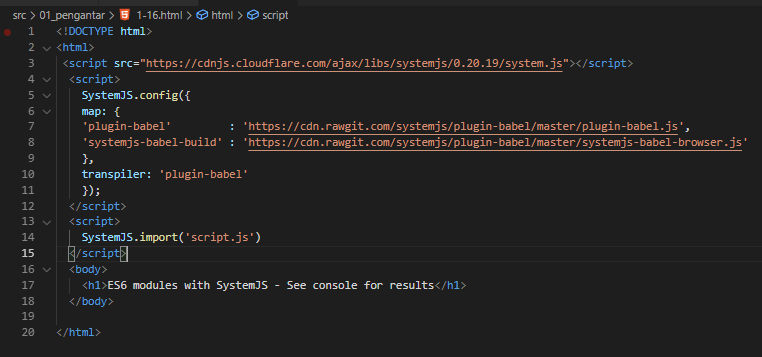 src > 01_pengantar > 1-16.html > html > script
1 <!DOCTYPE html>
2 <html>
3 <script src="https://cdnjs.cloudflare.com/ajax/libs/systemjs/0.20.19/system.js"></script>
4 <script>
5 SystemJS.config({
6 map: {
7 'plugin-babel' : 'https://cdn.rawgit.com/systemjs/plugin-babel/master/plugin-babel.js',
8 'systemjs-babel-build' : 'https://cdn.rawgit.com/systemjs/plugin-babel/master/systemjs-babel-browser.js'
9 },
10 transpiler: 'plugin-babel'
11 });
12 </script>
13 <script>
14 SystemJS.import('script.js')
15 </script>
16 <body>
17 <h1>ES6 modules with SystemJS - See console for results</h1>
18 </body>
19
20 </html>